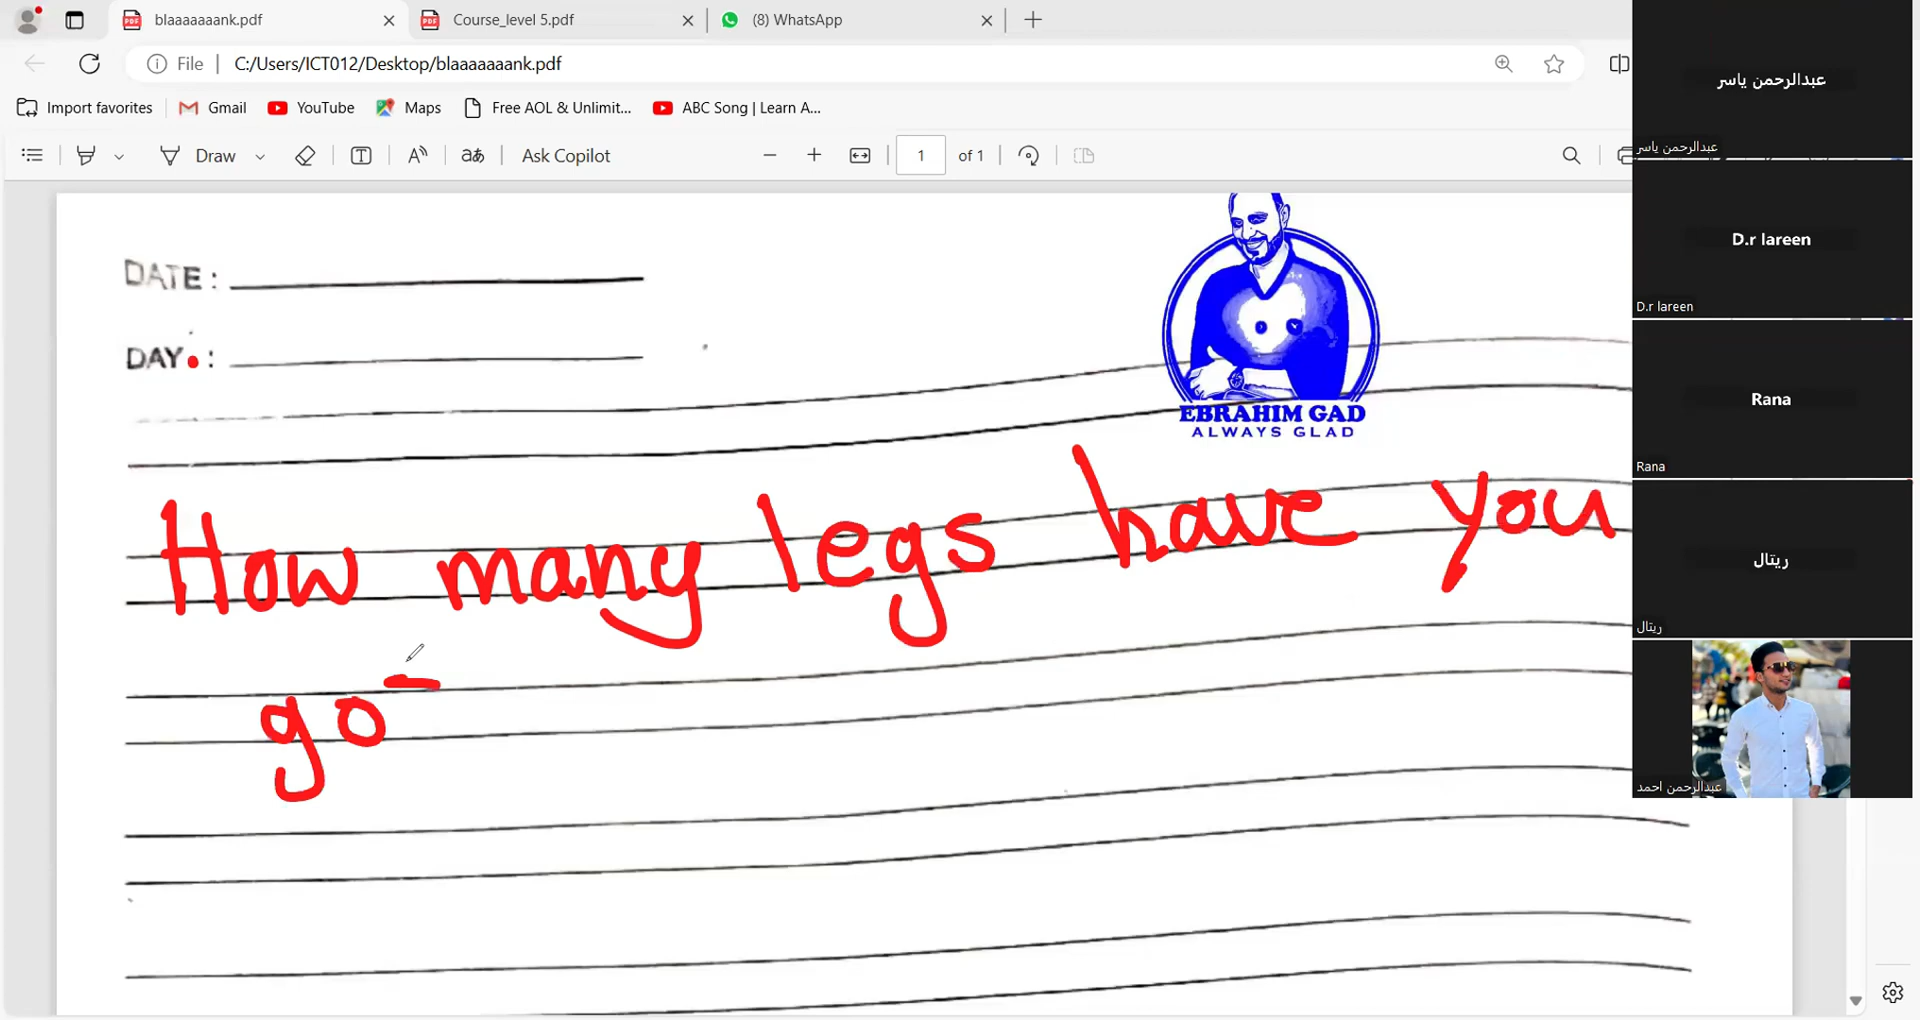 blaaaaaaank.pdf
Course_level 5.pdf
(8) WhatsApp
File
C:/Users/ICT012/Desktop/blaaaaaaank.pdf
Import favorites
Gmail
YouTube
Maps
Free AOL & Unlimit...
ABC Song | Learn A...
Draw
Ask Copilot
1 of 1
DATE :
DAY. :
EBRAHIM GAD
ALWAYS GLAD
How many legs have you
go
عبدالرحمن ياسر
عبدالرحمن ياسر
D.r lareen
D.r lareen
Rana
Rana
ريتال
ريتال
عبدالرحمن احمد